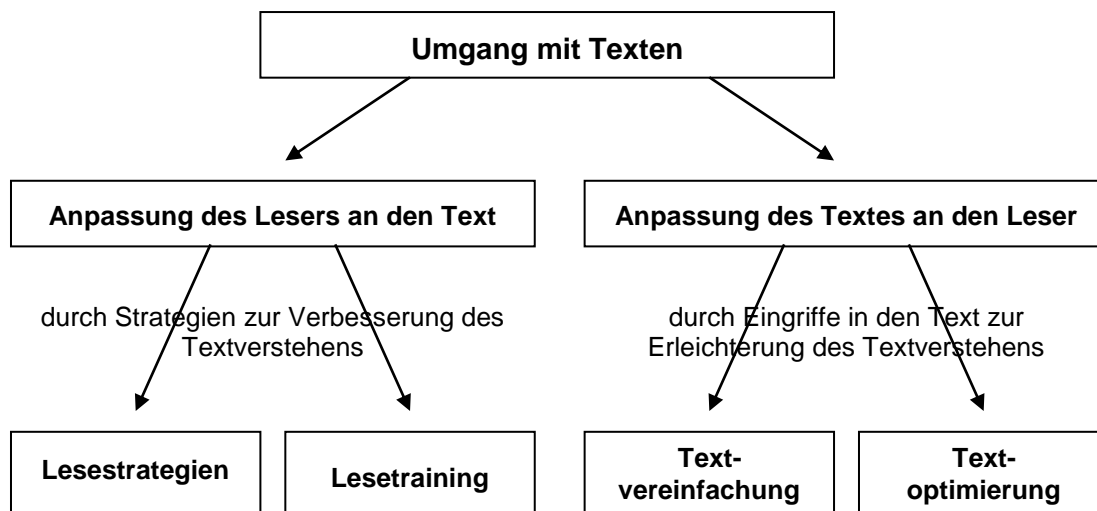 Umgang mit Texten
Anpassung des Lesers an den Text
Anpassung des Textes an den Leser
durch Strategien zur Verbesserung des
Textverstehens
durch Eingriffe in den Text zur
Erleichterung des Textverstehens
Lesestrategien
Lesetraining
Text-
vereinfachung
Text-
optimierung